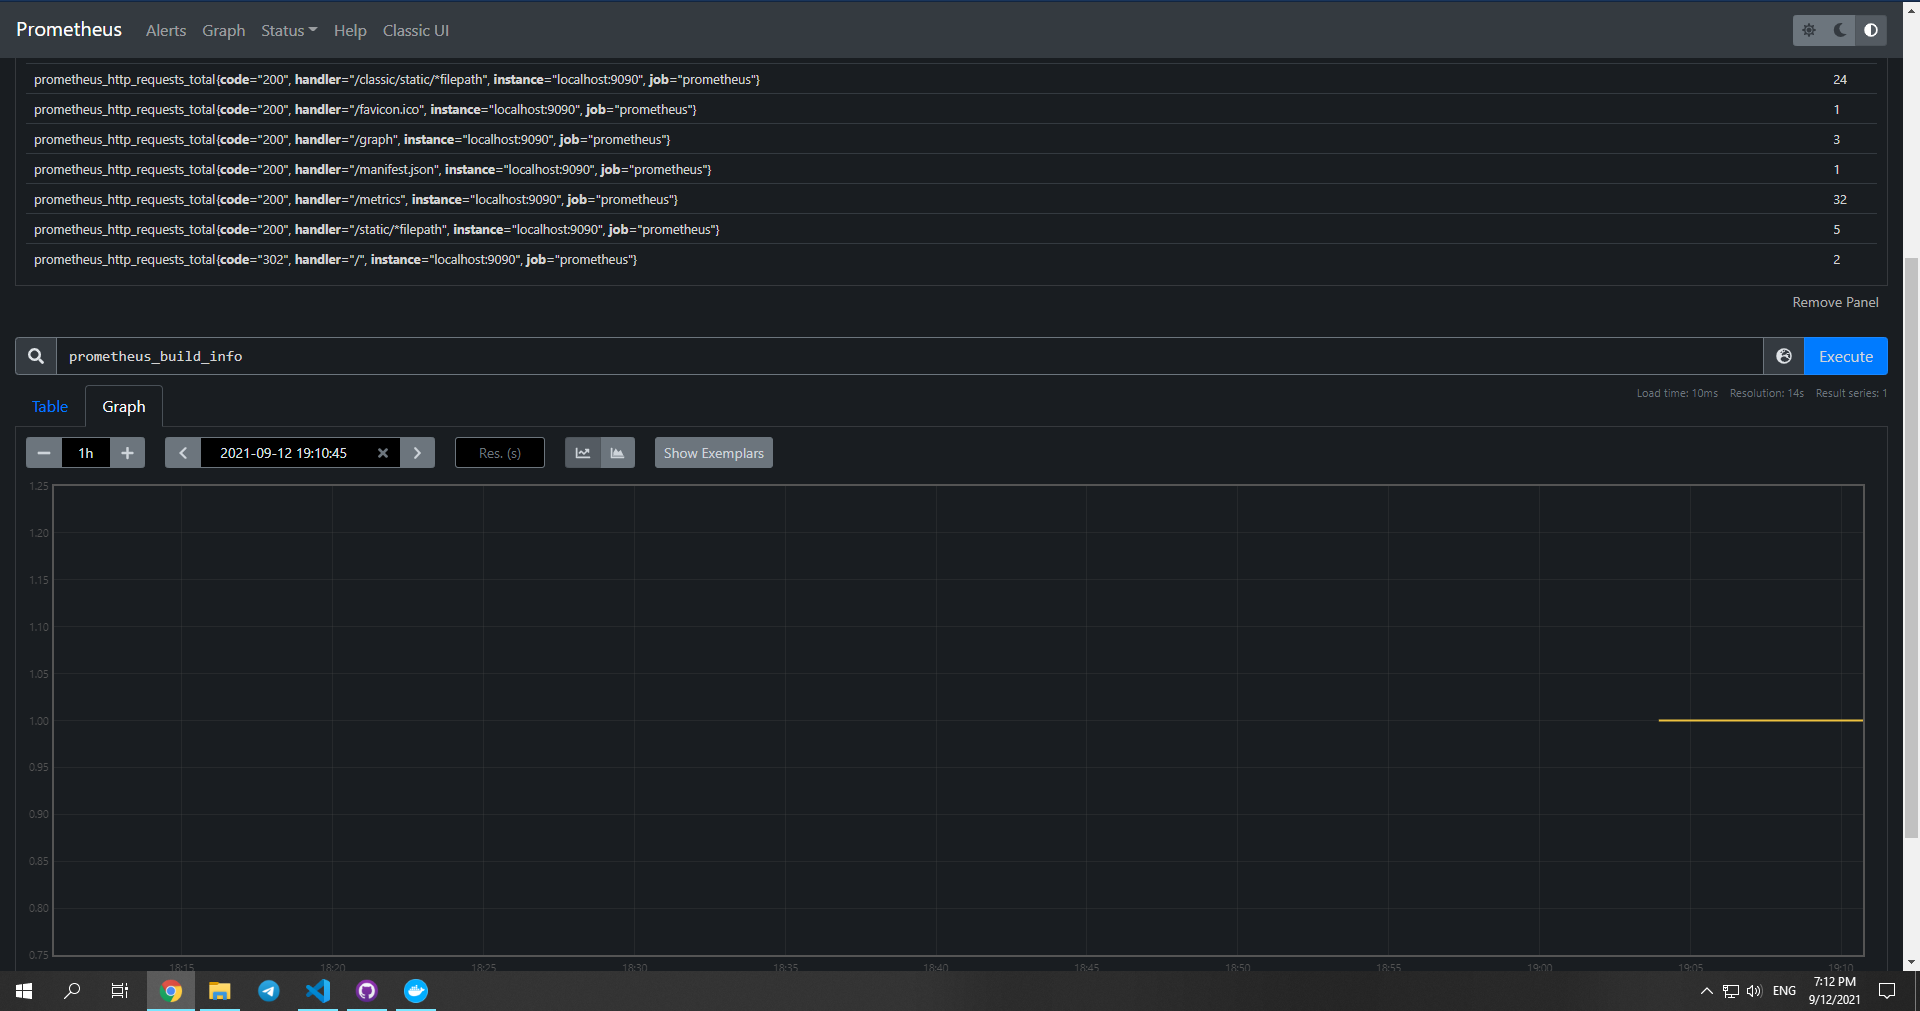 Prometheus Alerts Graph Status Help Classic UI
prometheus_http_requests_total{code="200", handler="/classic/static/*filepath", instance="localhost:9090", job="prometheus"} 24
prometheus_http_requests_total{code="200", handler="/favicon.ico", instance="localhost:9090", job="prometheus"} 1
prometheus_http_requests_total{code="200", handler="/graph", instance="localhost:9090", job="prometheus"} 3
prometheus_http_requests_total{code="200", handler="/manifest.json", instance="localhost:9090", job="prometheus"} 1
prometheus_http_requests_total{code="200", handler="/metrics", instance="localhost:9090", job="prometheus"} 32
prometheus_http_requests_total{code="200", handler="/static/*filepath", instance="localhost:9090", job="prometheus"} 5
prometheus_http_requests_total{code="302", handler="/", instance="localhost:9090", job="prometheus"} 2
Remove Panel
prometheus_build_info Execute
Load time: 10ms Resolution: 14s Result series: 1
Table Graph
1h 2021-09-12 19:10:45 Res. (s) Show Exemplars
1.25
1.20
1.15
1.10
1.05
1.00
0.95
0.90
0.85
0.80
0.75
18:15 18:20 18:25 18:30 18:35 18:40 18:45 18:50 18:55 19:00 19:05 19:10
ENG 7:12 PM
9/12/2021